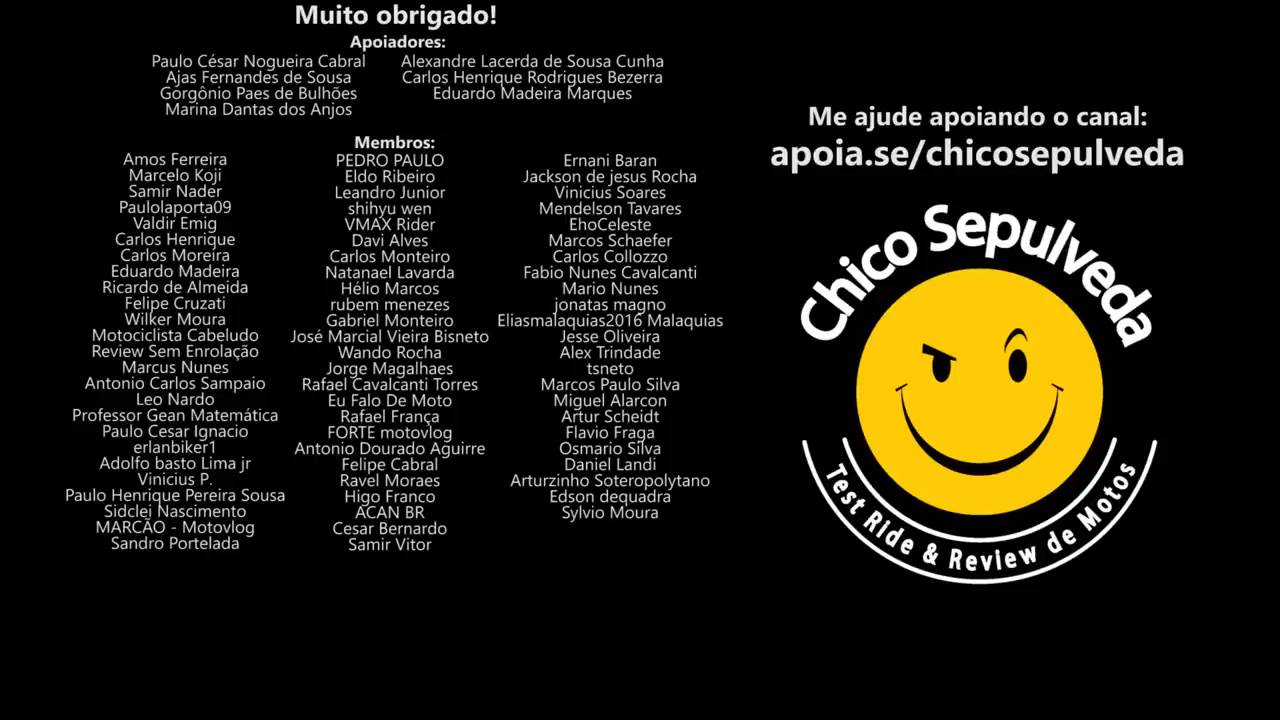 Muito obrigado!
Apoiadores:
Paulo César Nogueira Cabral
Ajas Fernandes de Sousa
Gorgônio Paes de Bulhões
Marina Dantas dos Anjos
Alexandre Lacerda de Sousa Cunha
Carlos Henrique Rodrigues Bezerra
Eduardo Madeira Marques
Membros:
Amos Ferreira
Marcelo Koji
Samir Nader
Paulolaporta09
Valdir Emig
Carlos Henrique
Carlos Moreira
Eduardo Madeira
Ricardo de Almeida
Felipe Cruzati
Wilker Moura
Motociclista Cabeludo
Review Sem Enrolação
Marcus Nunes
Antonio Carlos Sampaio
Leo Nardo
Professor Gean Matemática
Paulo Cesar Ignacio
erlanbiker1
Adolfo basto Lima jr
Vinicius P.
Paulo Henrique Pereira Sousa
Sidclei Nascimento
MARCÃO - Motovlog
Sandro Portelada
PEDRO PAULO
Eldo Ribeiro
Leandro Junior
shihyu wen
VMAX Rider
Davi Alves
Carlos Monteiro
Natanael Lavarda
Hélio Marcos
rubem menezes
Gabriel Monteiro
José Marcial Vieira Bisneto
Wando Rocha
Jorge Magalhaes
Rafael Cavalcanti Torres
Eu Falo De Moto
Rafael França
FORTE motovlog
Antonio Dourado Aguirre
Felipe Cabral
Ravel Moraes
Higo Franco
ACAN BR
Cesar Bernardo
Samir Vitor
Ernani Baran
Jackson de jesus Rocha
Vinicius Soares
Mendelson Tavares
EhoCeleste
Marcos Schaefer
Carlos Collozzo
Fabio Nunes Cavalcanti
Mario Nunes
jonatas magno
Eliasmalaquias2016 Malaquias
Jesse Oliveira
Alex Trindade
tsneto
Marcos Paulo Silva
Miguel Alarcon
Artur Scheidt
Flavio Fraga
Osmario Silva
Daniel Landi
Arturzinho Soteropolytano
Edson dequadra
Sylvio Moura
Me ajude apoiando o canal:
apoia.se/chicosepulveda
Chico Sepulveda
Test Ride & Review de Motos